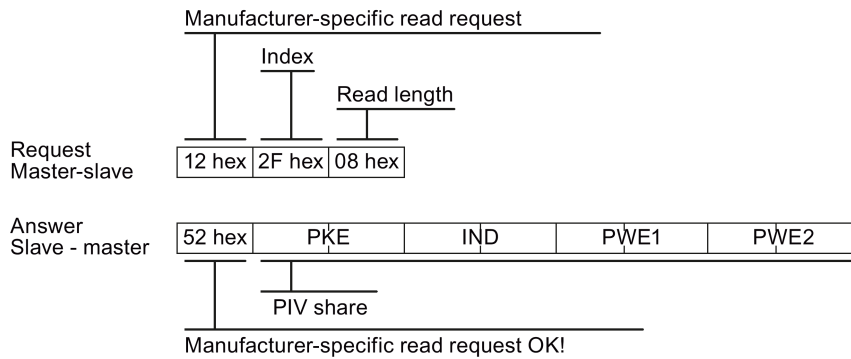 Manufacturer-specific read request
Index
Read length
Request
Master-slave
12 hex 2F hex 08 hex
Answer
Slave - master
52 hex PKE IND PWE1 PWE2
PIV share
Manufacturer-specific read request OK!